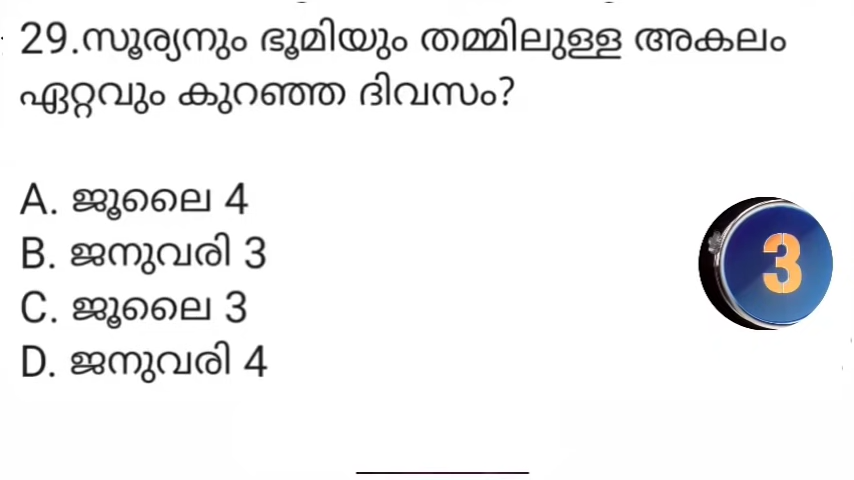 29.സൂര്യനും ഭൂമിയും തമ്മിലുള്ള അകലം
ഏറ്റവും കുറഞ്ഞ ദിവസം?
A. ജൂലൈ 4
B. ജനുവരി 3
3
C. ജൂലൈ 3
D. ജനുവരി 4